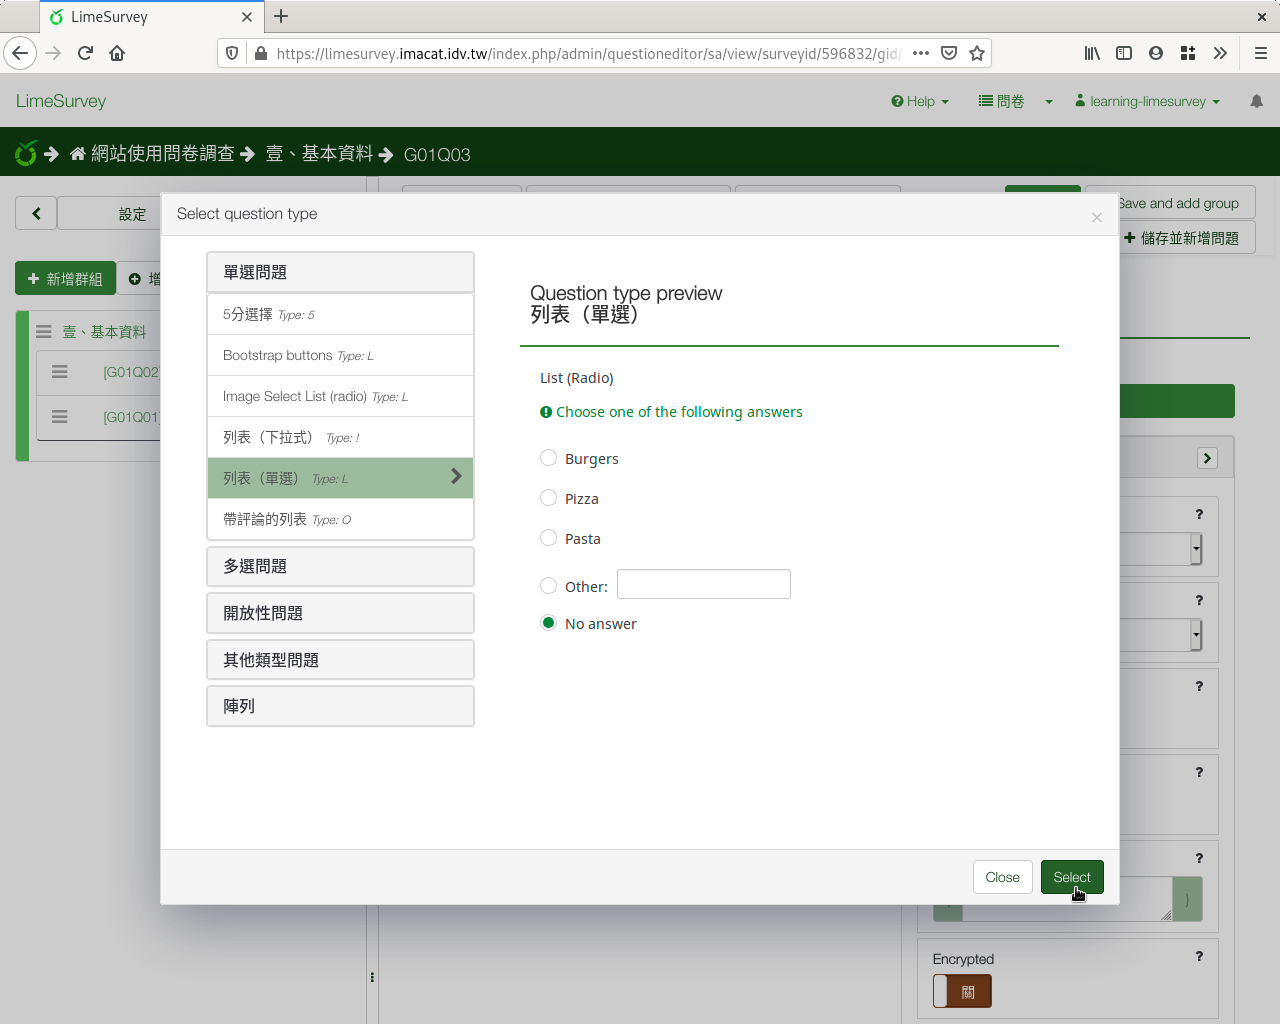 LimeSurvey
https://limesurvey.imacat.idv.tw/index.php/admin/questioneditor/sa/view/surveyid/596832/gid/
LimeSurvey
Help
問卷
learning-limesurvey
網站使用問卷調查
壹、基本資料
G01Q03
設定
Save and add group
儲存並新增問題
新增群組
增
壹、基本資料
[G01Q02]
[G01Q01]
Select question type
×
單選問題
5分選擇 Type: 5
Bootstrap buttons Type: L
Image Select List (radio) Type: L
列表（下拉式） Type: !
列表（單選） Type: L
帶評論的列表 Type: O
多選問題
開放性問題
其他類型問題
陣列
Question type preview
列表（單選）
List (Radio)
Choose one of the following answers
Burgers
Pizza
Pasta
Other:
No answer
Close
Select
?
?
?
?
?
}
Encrypted
?
關